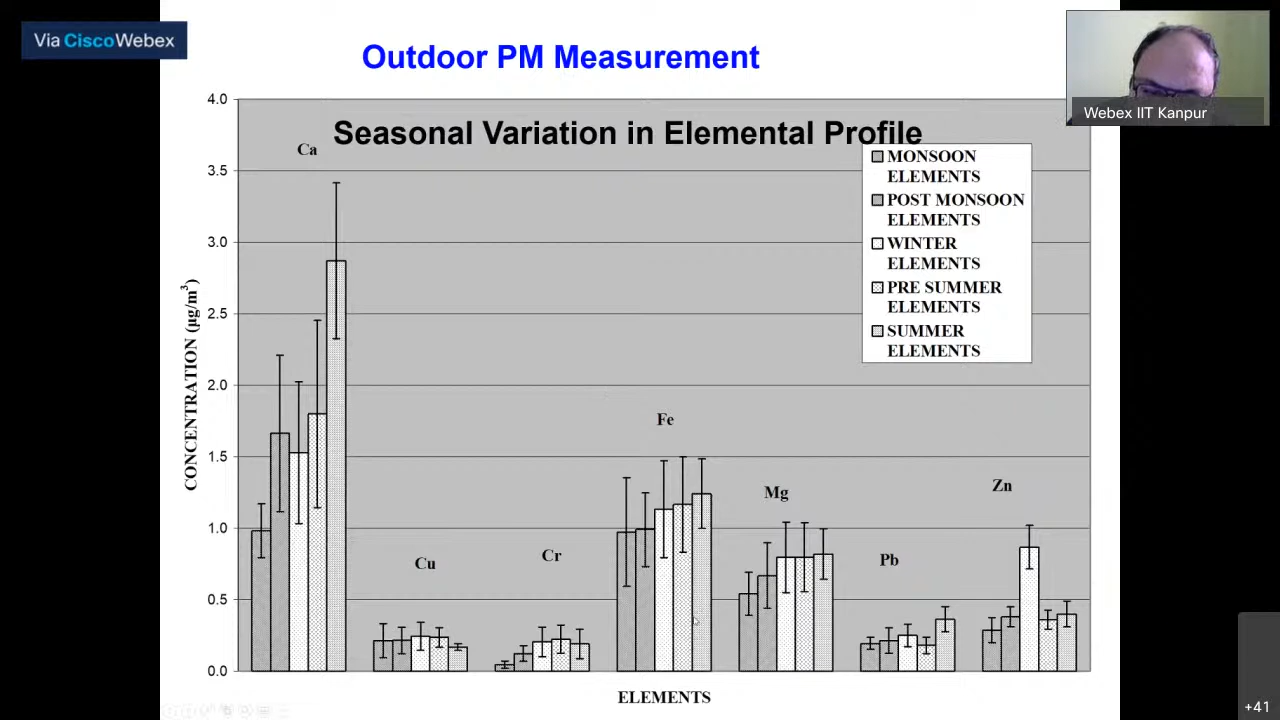 Via CiscoWebex
Outdoor PM Measurement
Webex IIT Kanpur
Seasonal Variation in Elemental Profile
4.0
3.5
3.0
2.5
2.0
1.5
1.0
0.5
0.0
CONCENTRATION (µg/m³)
Ca
Cu
Cr
Fe
Mg
Pb
Zn
MONSOON
ELEMENTS
POST MONSOON
ELEMENTS
WINTER
ELEMENTS
PRE SUMMER
ELEMENTS
SUMMER
ELEMENTS
ELEMENTS
+41